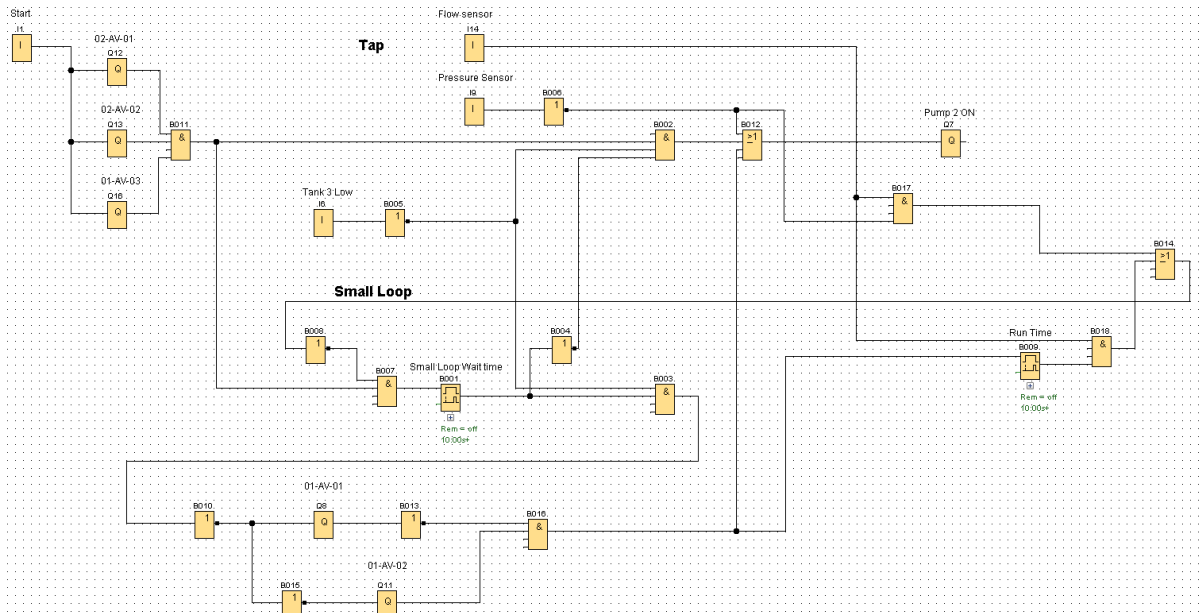 Start
I1
I
02-AV-01
Q12
Q
02-AV-02
Q13
Q
B011
&
01-AV-03
Q16
Q
Tap
Flow sensor
I14
I
Pressure Sensor
I9
I
B006
1
B002
&
B012
>1
Pump 2 ON
Q7
Q
Tank 3 Low
I6
I
B005
1
B017
&
B014
>1
Small Loop
B008
1
B004
1
B007
&
Small Loop Wait time
B001
Rem = off
10:00s+
B003
&
Run Time
B009
Rem = off
10:00s+
B018
&
01-AV-01
B010
1
Q8
Q
B013
1
B016
&
01-AV-02
B015
1
Q11
Q